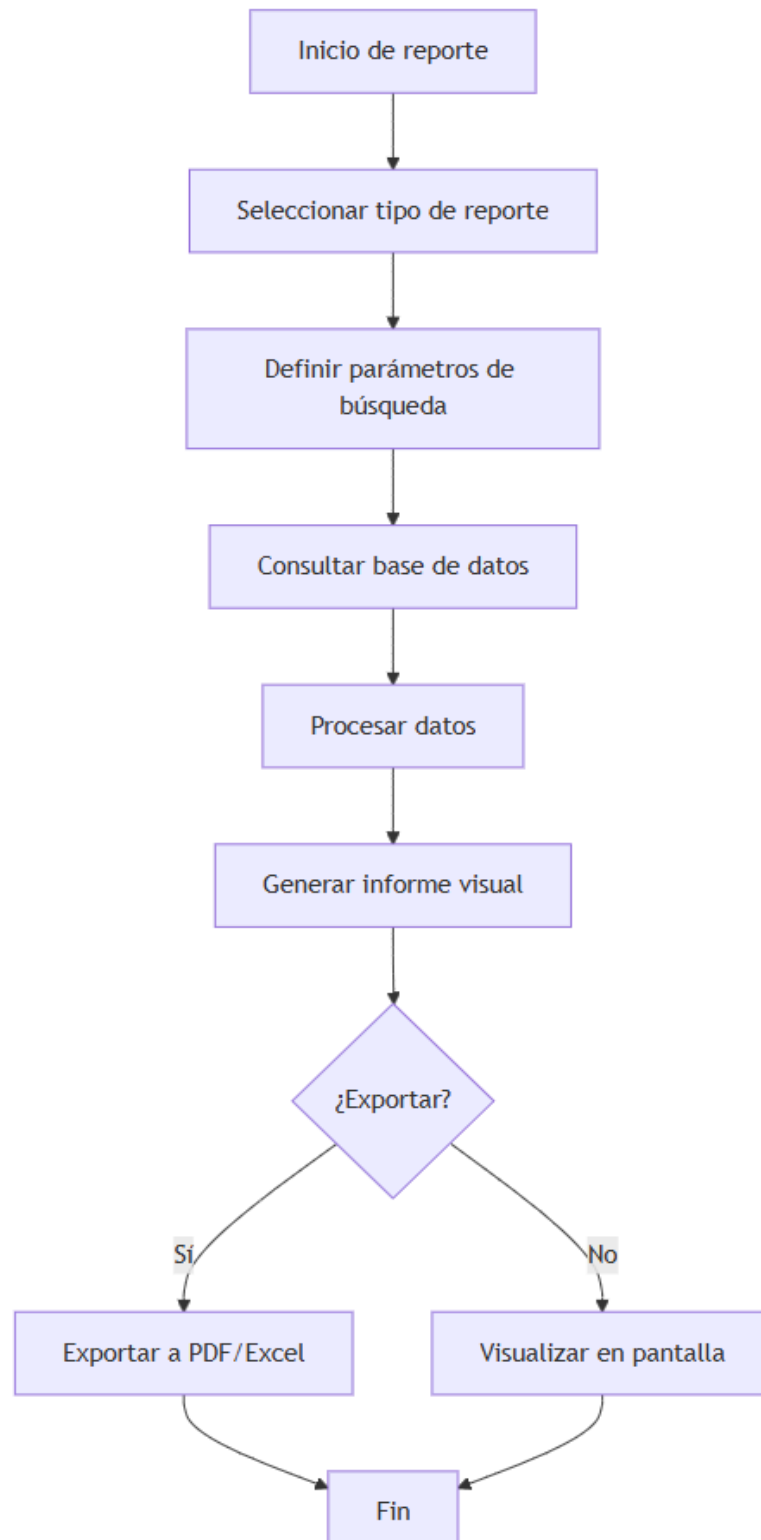 Inicio de reporte
Seleccionar tipo de reporte
Definir parámetros de
búsqueda
Consultar base de datos
Procesar datos
Generar informe visual
¿Exportar?
Sí
No
Exportar a PDF/Excel
Visualizar en pantalla
Fin